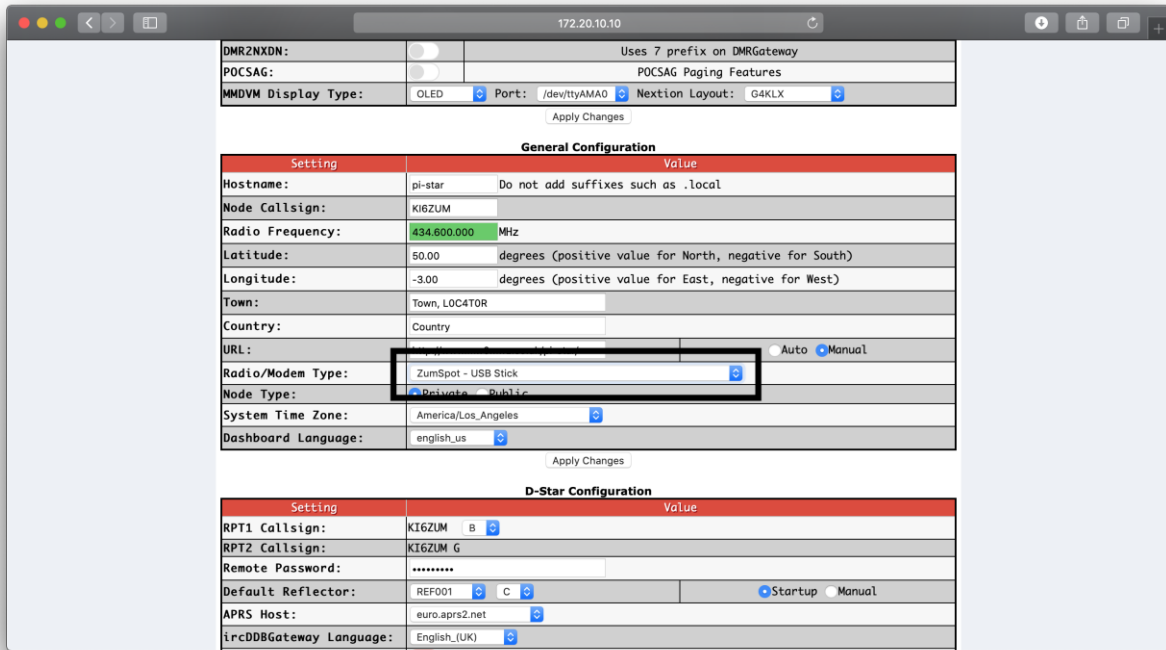 172.20.10.10
DMR2NXDN: Uses 7 prefix on DMRGateway
POCSAG: POCSAG Paging Features
MMDVM Display Type: OLED Port: /dev/ttyAMA0 Nextion Layout: G4KLX
Apply Changes
General Configuration
Setting Value
Hostname: pi-star Do not add suffixes such as .local
Node Callsign: KI6ZUM
Radio Frequency: 434.600.000 MHz
Latitude: 50.00 degrees (positive value for North, negative for South)
Longitude: -3.00 degrees (positive value for East, negative for West)
Town: Town, L0C4T0R
Country: Country
URL: Auto Manual
Radio/Modem Type: ZumSpot - USB Stick
Node Type: Private Public
System Time Zone: America/Los_Angeles
Dashboard Language: english_us
Apply Changes
D-Star Configuration
Setting Value
RPT1 Callsign: KI6ZUM B
RPT2 Callsign: KI6ZUM G
Remote Password: •••••••••
Default Reflector: REF001 C Startup Manual
APRS Host: euro.aprs2.net
ircDDBGateway Language: English_(UK)